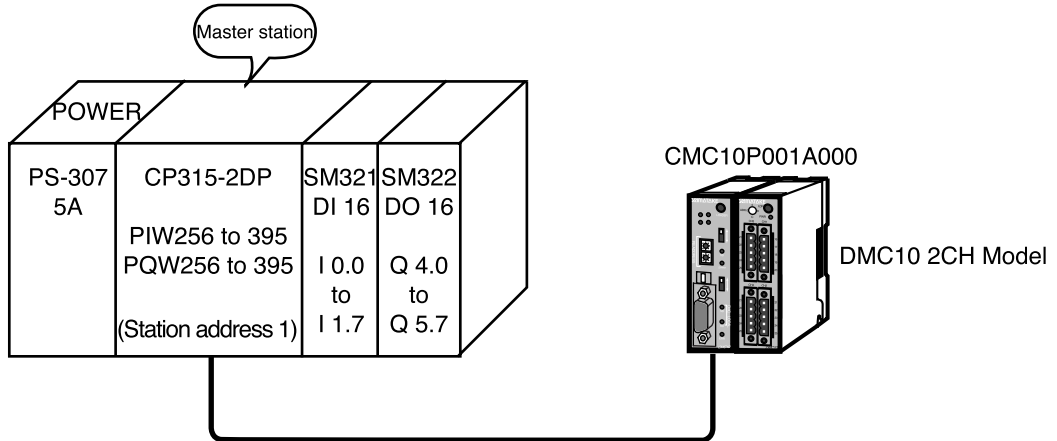 Master station
POWER
PS-307
5A
CP315-2DP
PIW256 to 395
PQW256 to 395
(Station address 1)
SM321
DI 16
I 0.0
to
I 1.7
SM322
DO 16
Q 4.0
to
Q 5.7
CMC10P001A000
DMC10 2CH Model